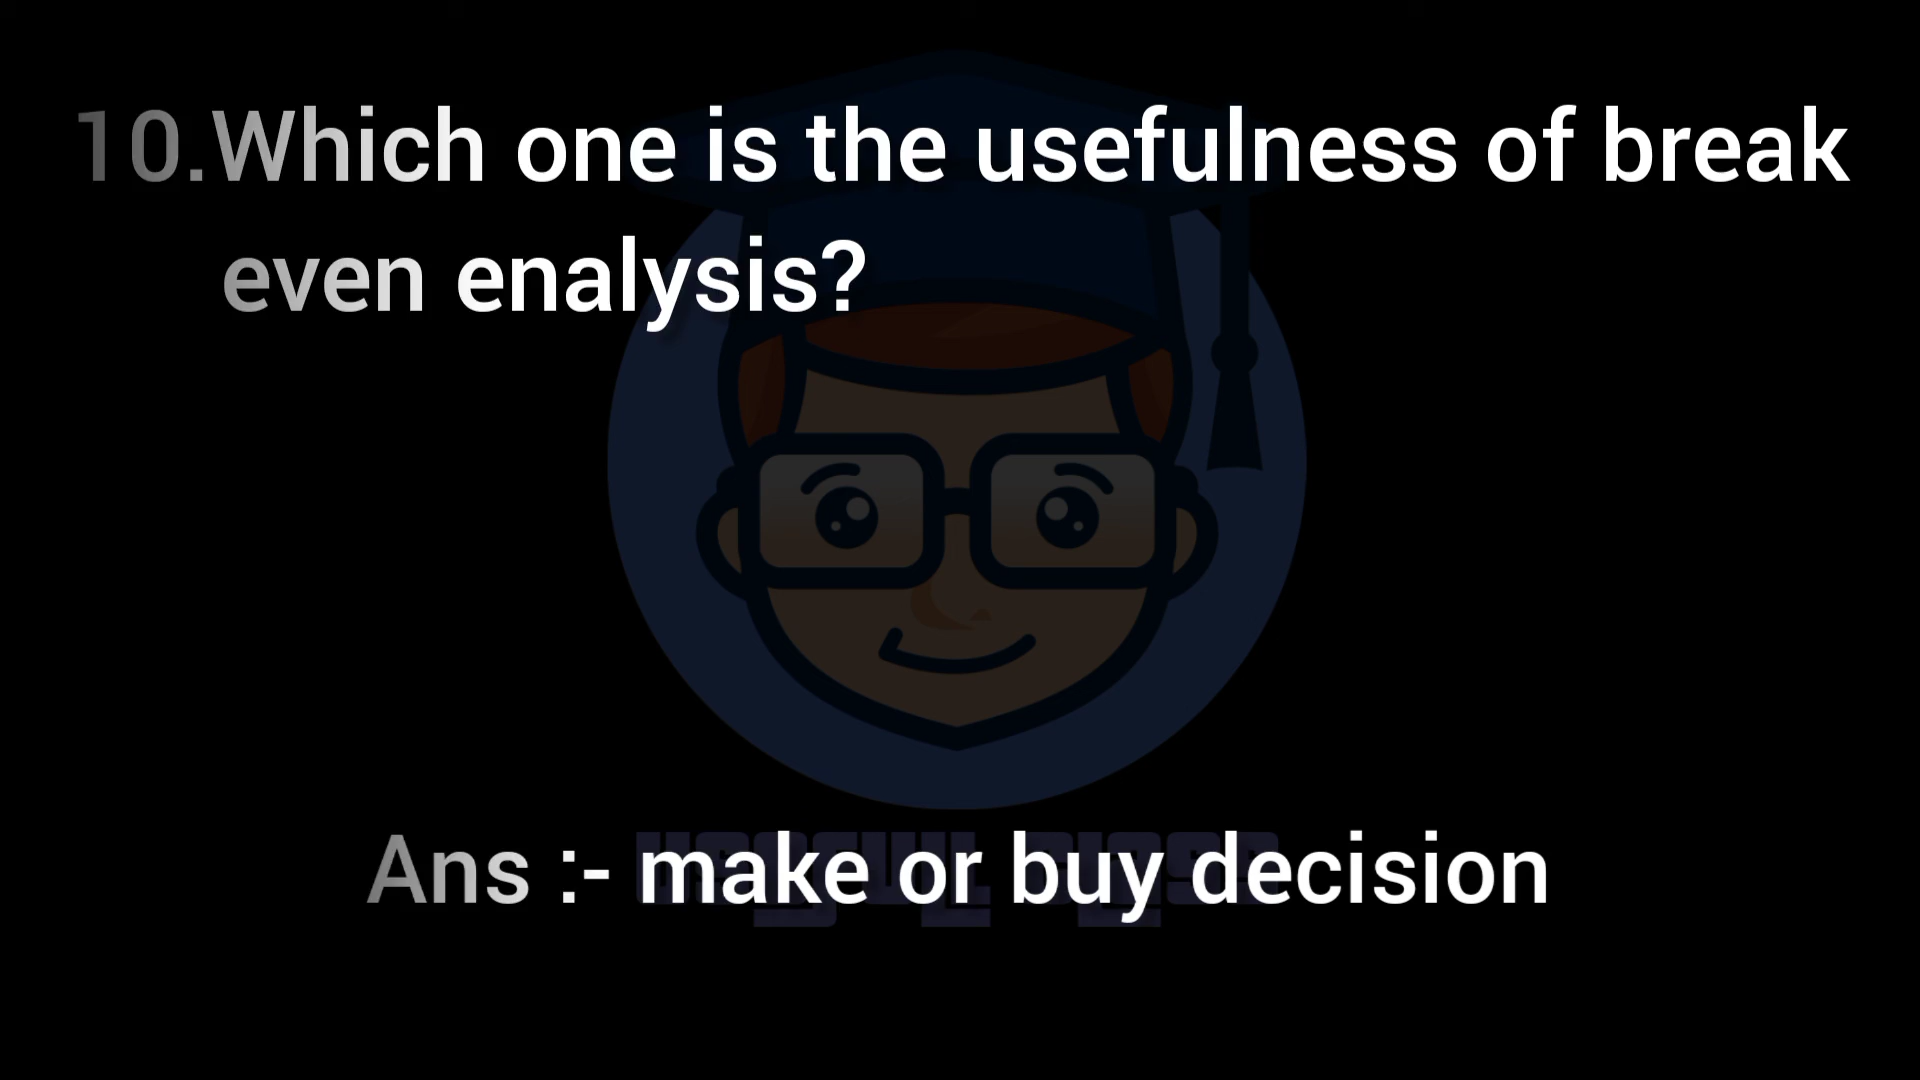 10.Which one is the usefulness of break
even enalysis?
Ans :- make or buy decision